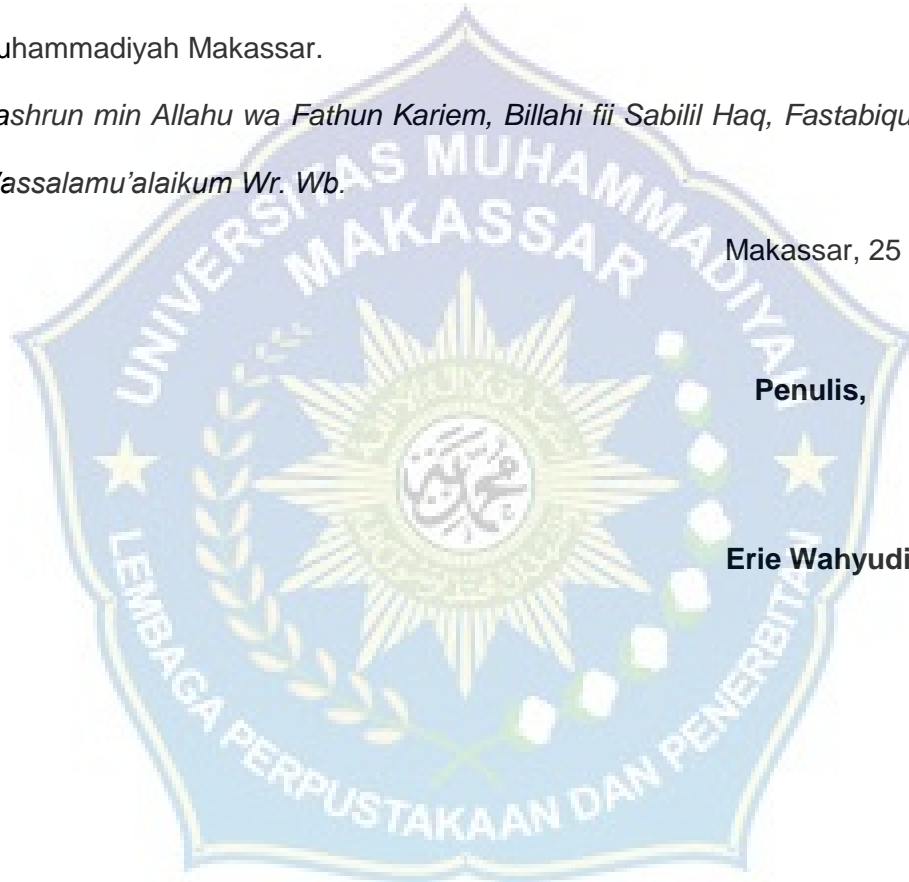 uhammadiyah Makassar.
ashrun min Allahu wa Fathun Kariem, Billahi fii Sabilil Haq, Fastabiqu
assalamu’alaikum Wr. Wb.
UNIVERSITAS MUHAMMADIYAH
MAKASSAR
Makassar, 25
Penulis,
Erie Wahyudi
LEMBAGA PERPUSTAKAAN DAN PENERBITAN